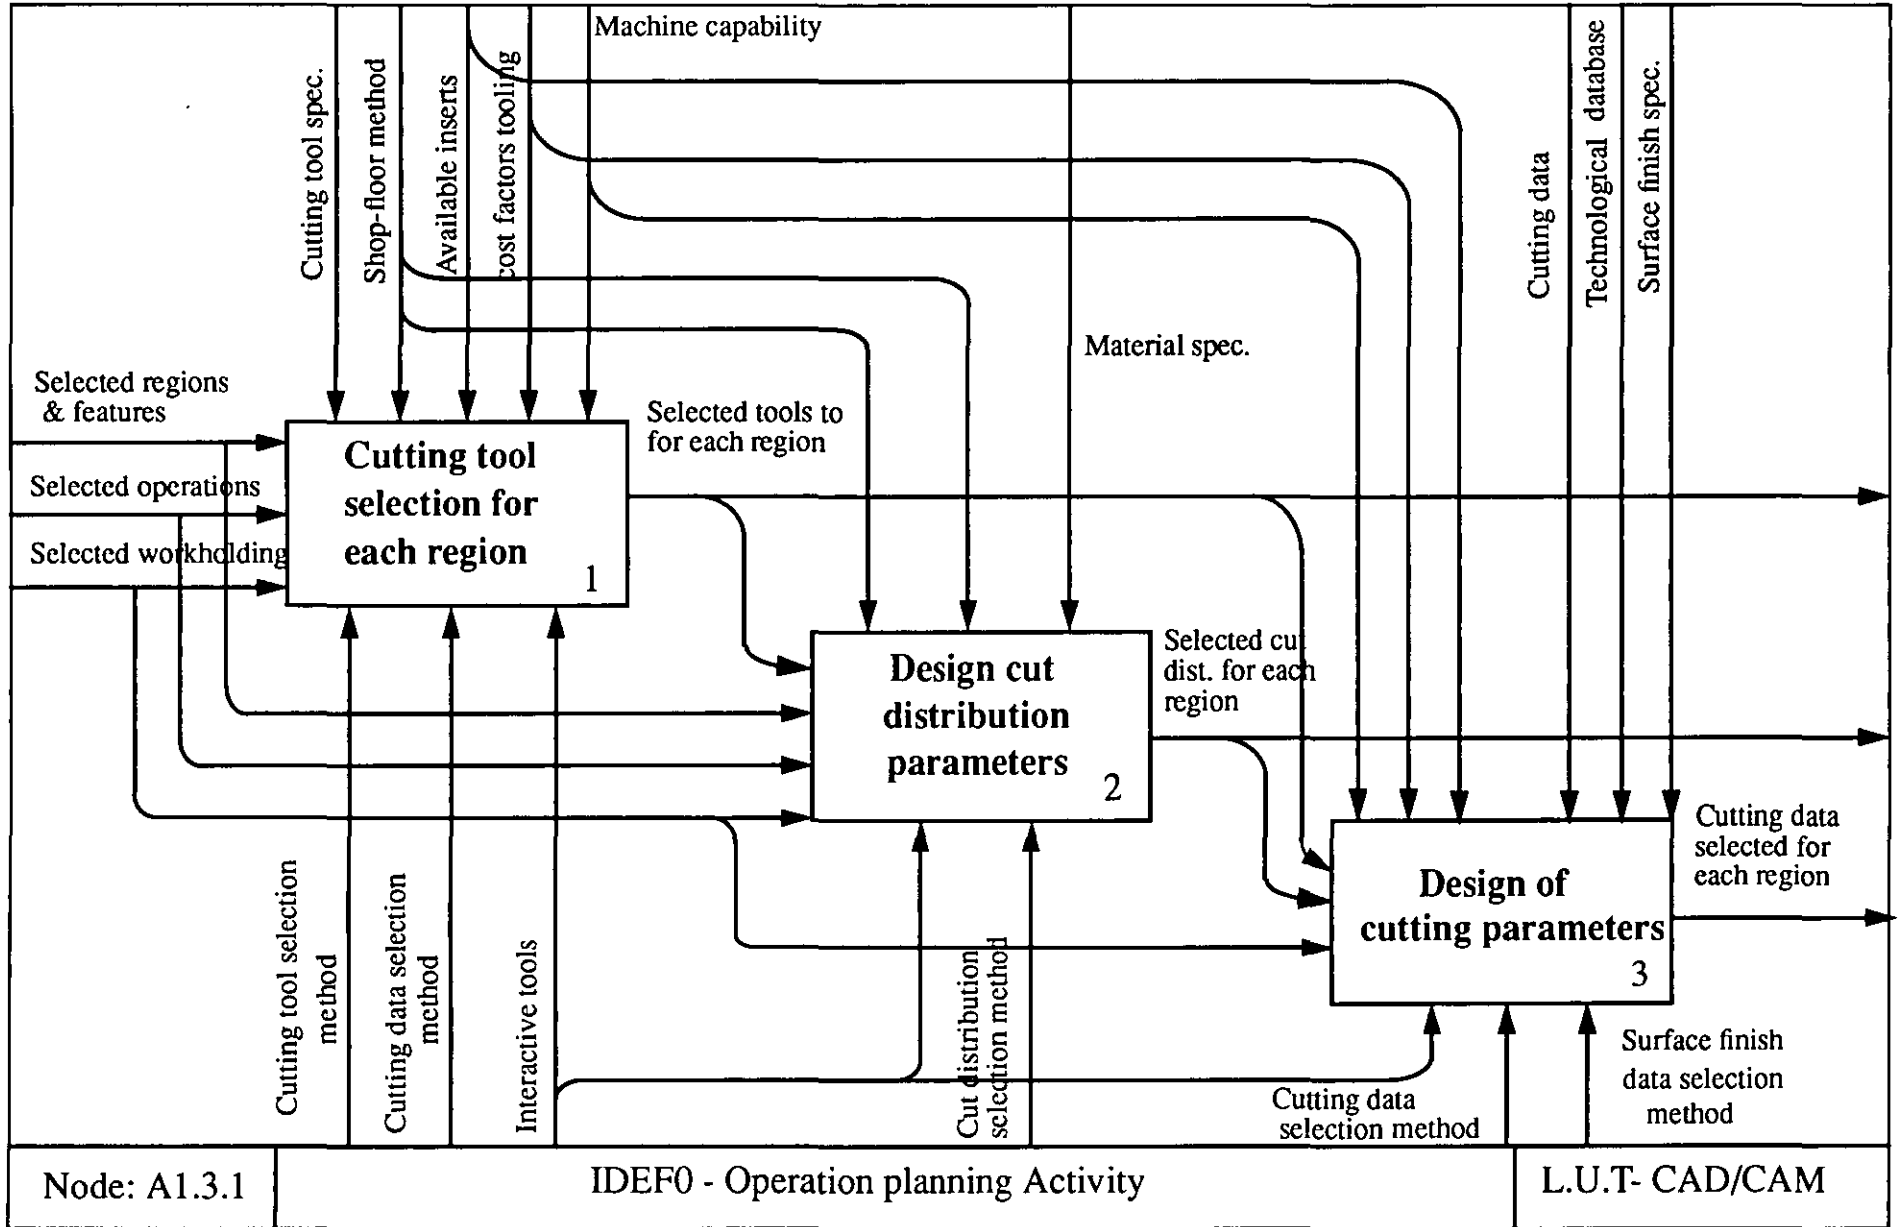 Machine capability
Cutting tool spec.
Shop-floor method
Available inserts
cost factors tooling
Cutting data
Technological database
Surface finish spec.
Material spec.
Selected regions
& features
Selected operations
Selected workholding
Cutting tool
selection for
each region
1
Selected tools to
for each region
Design cut
distribution
parameters
2
Selected cut
dist. for each
region
Design of
cutting parameters
3
Cutting data
selected for
each region
Cutting tool selection
method
Cutting data selection
method
Interactive tools
Cut distribution
selection method
Cutting data
selection method
Surface finish
data selection
method
Node: A1.3.1
IDEF0 - Operation planning Activity
L.U.T- CAD/CAM